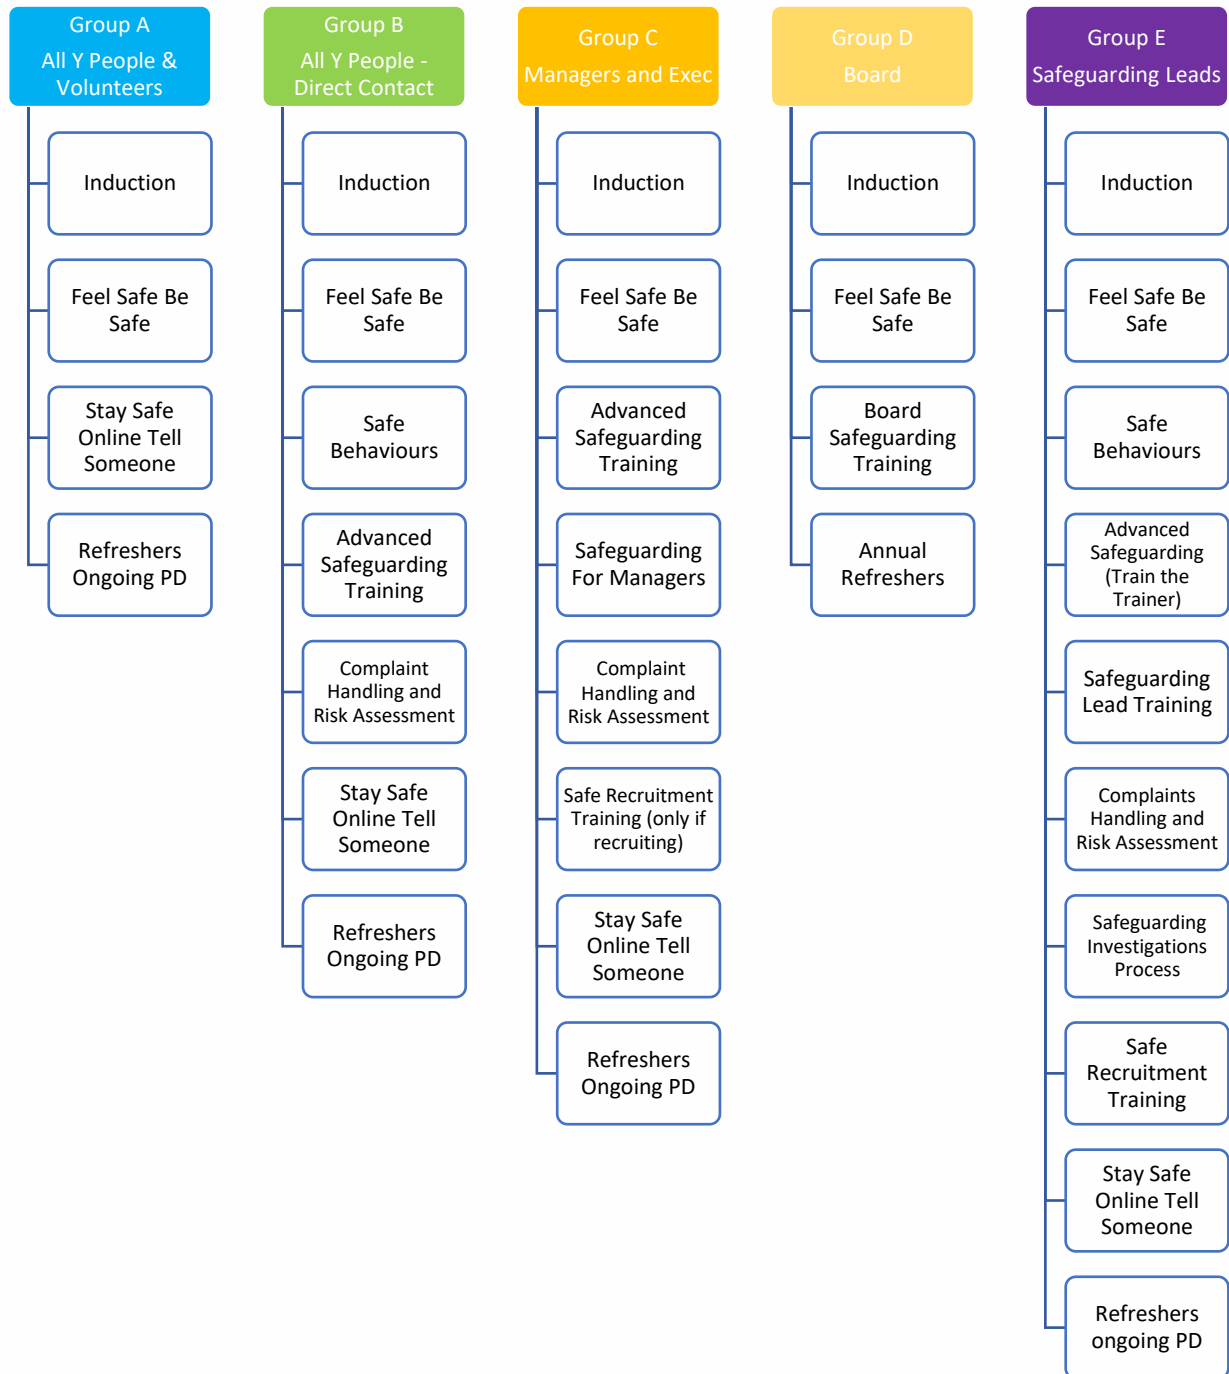 Group A
All Y People &
Volunteers
Induction
Feel Safe Be
Safe
Stay Safe
Online Tell
Someone
Refreshers
Ongoing PD
Group B
All Y People -
Direct Contact
Induction
Feel Safe Be
Safe
Safe
Behaviours
Advanced
Safeguarding
Training
Complaint
Handling and
Risk Assessment
Stay Safe
Online Tell
Someone
Refreshers
Ongoing PD
Group C
Managers and Exec
Induction
Feel Safe Be
Safe
Advanced
Safeguarding
Training
Safeguarding
For Managers
Complaint
Handling and
Risk Assessment
Safe Recruitment
Training (only if
recruiting)
Stay Safe
Online Tell
Someone
Refreshers
Ongoing PD
Group D
Board
Induction
Feel Safe Be
Safe
Board
Safeguarding
Training
Annual
Refreshers
Group E
Safeguarding Leads
Induction
Feel Safe Be
Safe
Safe
Behaviours
Advanced
Safeguarding
(Train the
Trainer)
Safeguarding
Lead Training
Complaints
Handling and
Risk Assessment
Safeguarding
Investigations
Process
Safe
Recruitment
Training
Stay Safe
Online Tell
Someone
Refreshers
ongoing PD